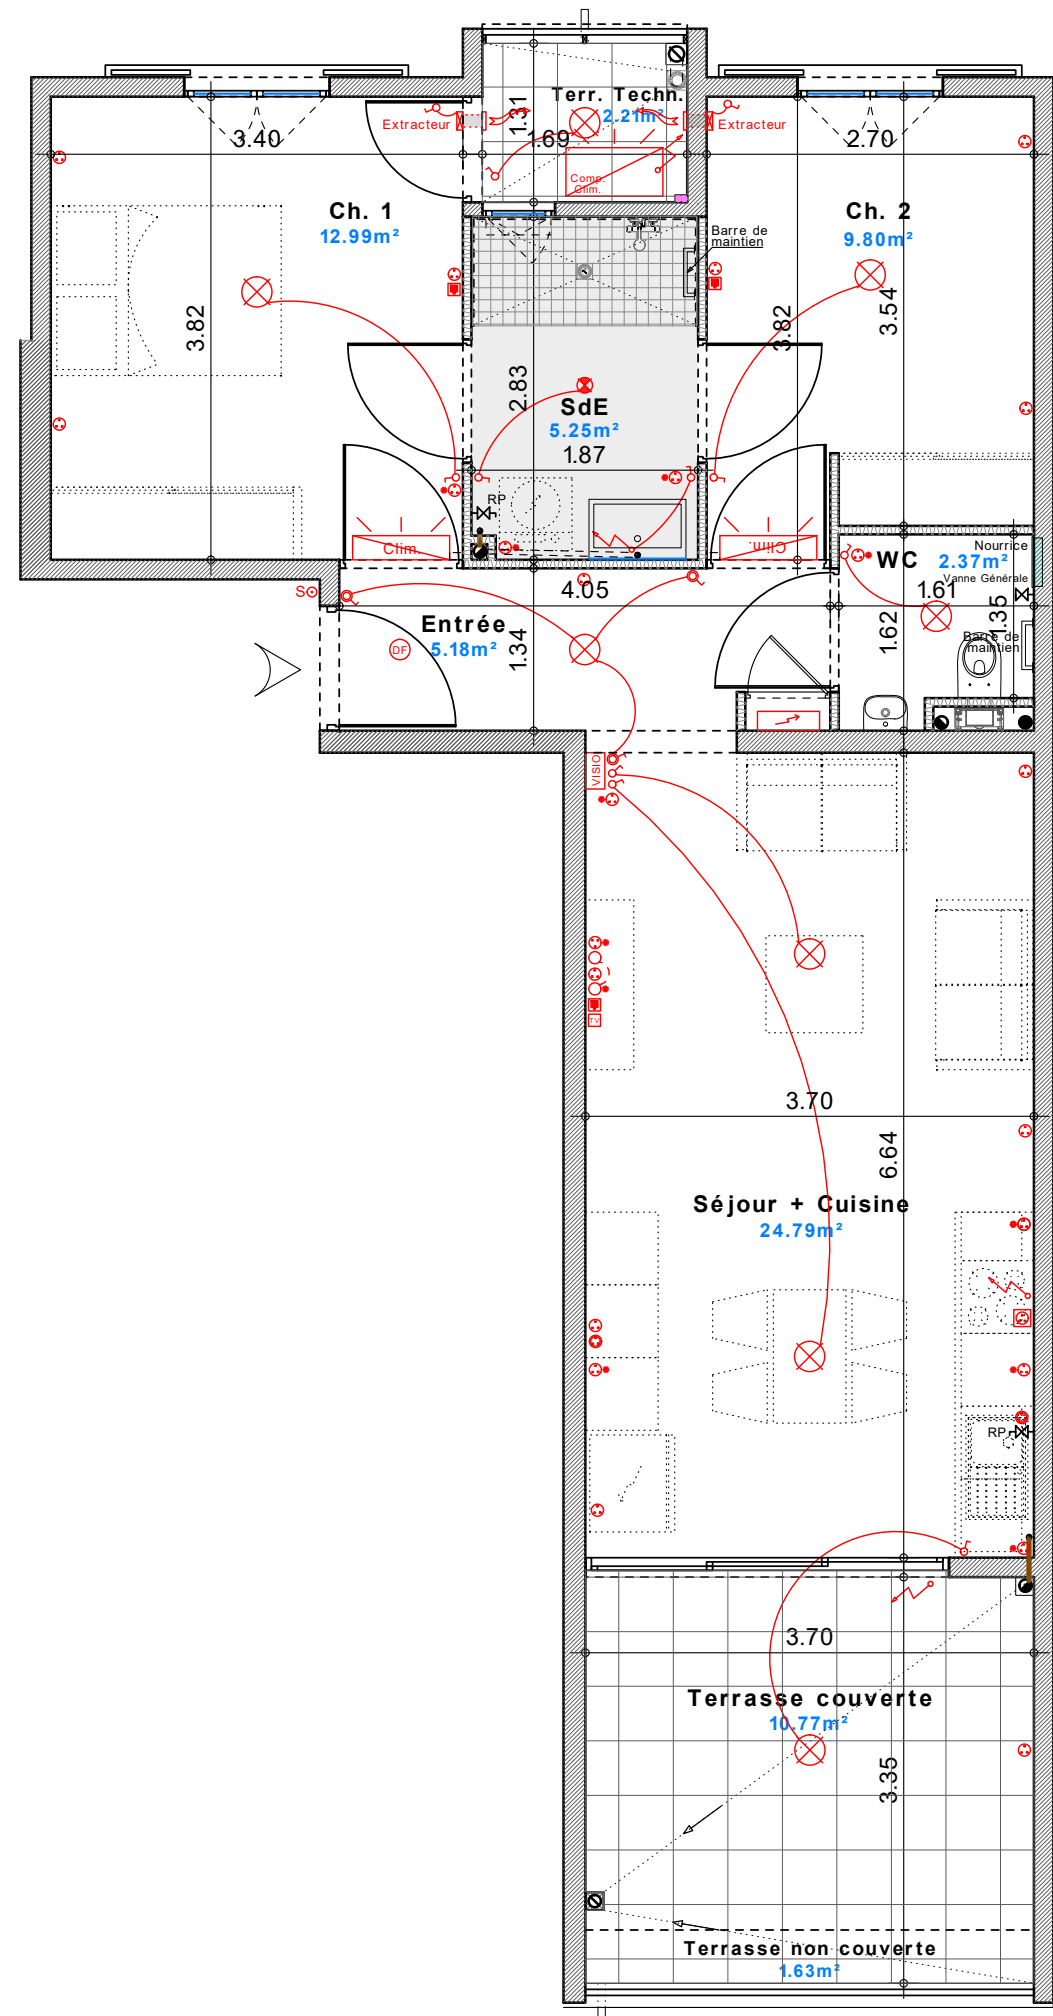 Terr. Techn.
2.21m²
1.31
1.69
Extracteur
Extracteur
Comp.
Clim.
3.40
2.70
Ch. 1
12.99m²
Ch. 2
9.80m²
Barre de
maintien
3.82
3.82
3.54
2.83
SdE
5.25m²
1.87
RP
Clim.
Clim.
WC
2.37m²
Nourrice
Vanne Générale
1.61
1.62
1.35
Barre de
maintien
S
4.05
Entrée
5.18m²
1.34
DF
VISIO
TV
3.70
6.64
Séjour + Cuisine
24.79m²
RP
3.70
Terrasse couverte
10.77m²
3.35
Terrasse non couverte
1.63m²